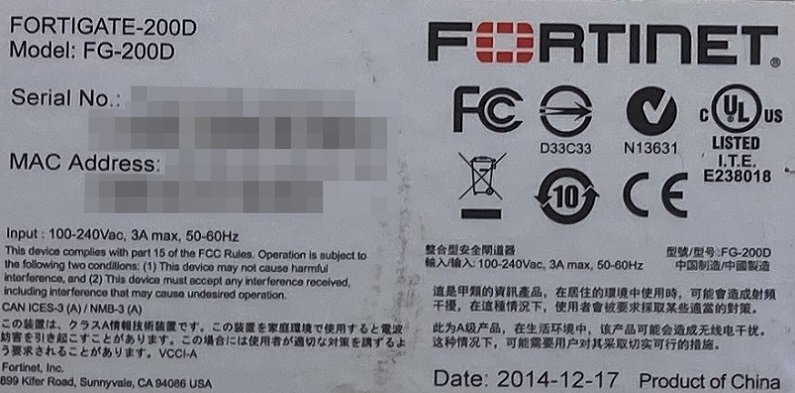 FORTIGATE-200D
Model: FG-200D
Serial No.:
MAC Address:
Input : 100-240Vac, 3A max, 50-60Hz
This device complies with part 15 of the FCC Rules. Operation is subject to
the following two conditions: (1) This device may not cause harmful
interference, and (2) This device must accept any interference received,
including interference that may cause undesired operation.
CAN ICES-3 (A) / NMB-3 (A)
この装置は、クラスA情報技術装置です。この装置を家庭環境で使用すると電波
妨害を引き起こすことがあります。この場合には使用者が適切な対策を講ずるよ
う要求されることがあります。VCCI-A
Fortinet, Inc.
899 Kifer Road, Sunnyvale, CA 94086 USA
FORTINET®
FC
D33C33
N13631
C UL US
LISTED
I.T.E.
E238018
10
CE
整合型安全閘道器
輸入/输入: 100-240Vac, 3A max, 50-60Hz
型號/型号:FG-200D
中国制造/中國製造
這是甲類的資訊產品，在居住的環境中使用時，可能會造成射頻
干擾，在這種情況下，使用者會被要求採取某些適當的對策。
此为A级产品，在生活环境中，该产品可能会造成无线电干扰。
这种情况下，可能需要用户对其采取切实可行的措施。
Date: 2014-12-17 Product of China